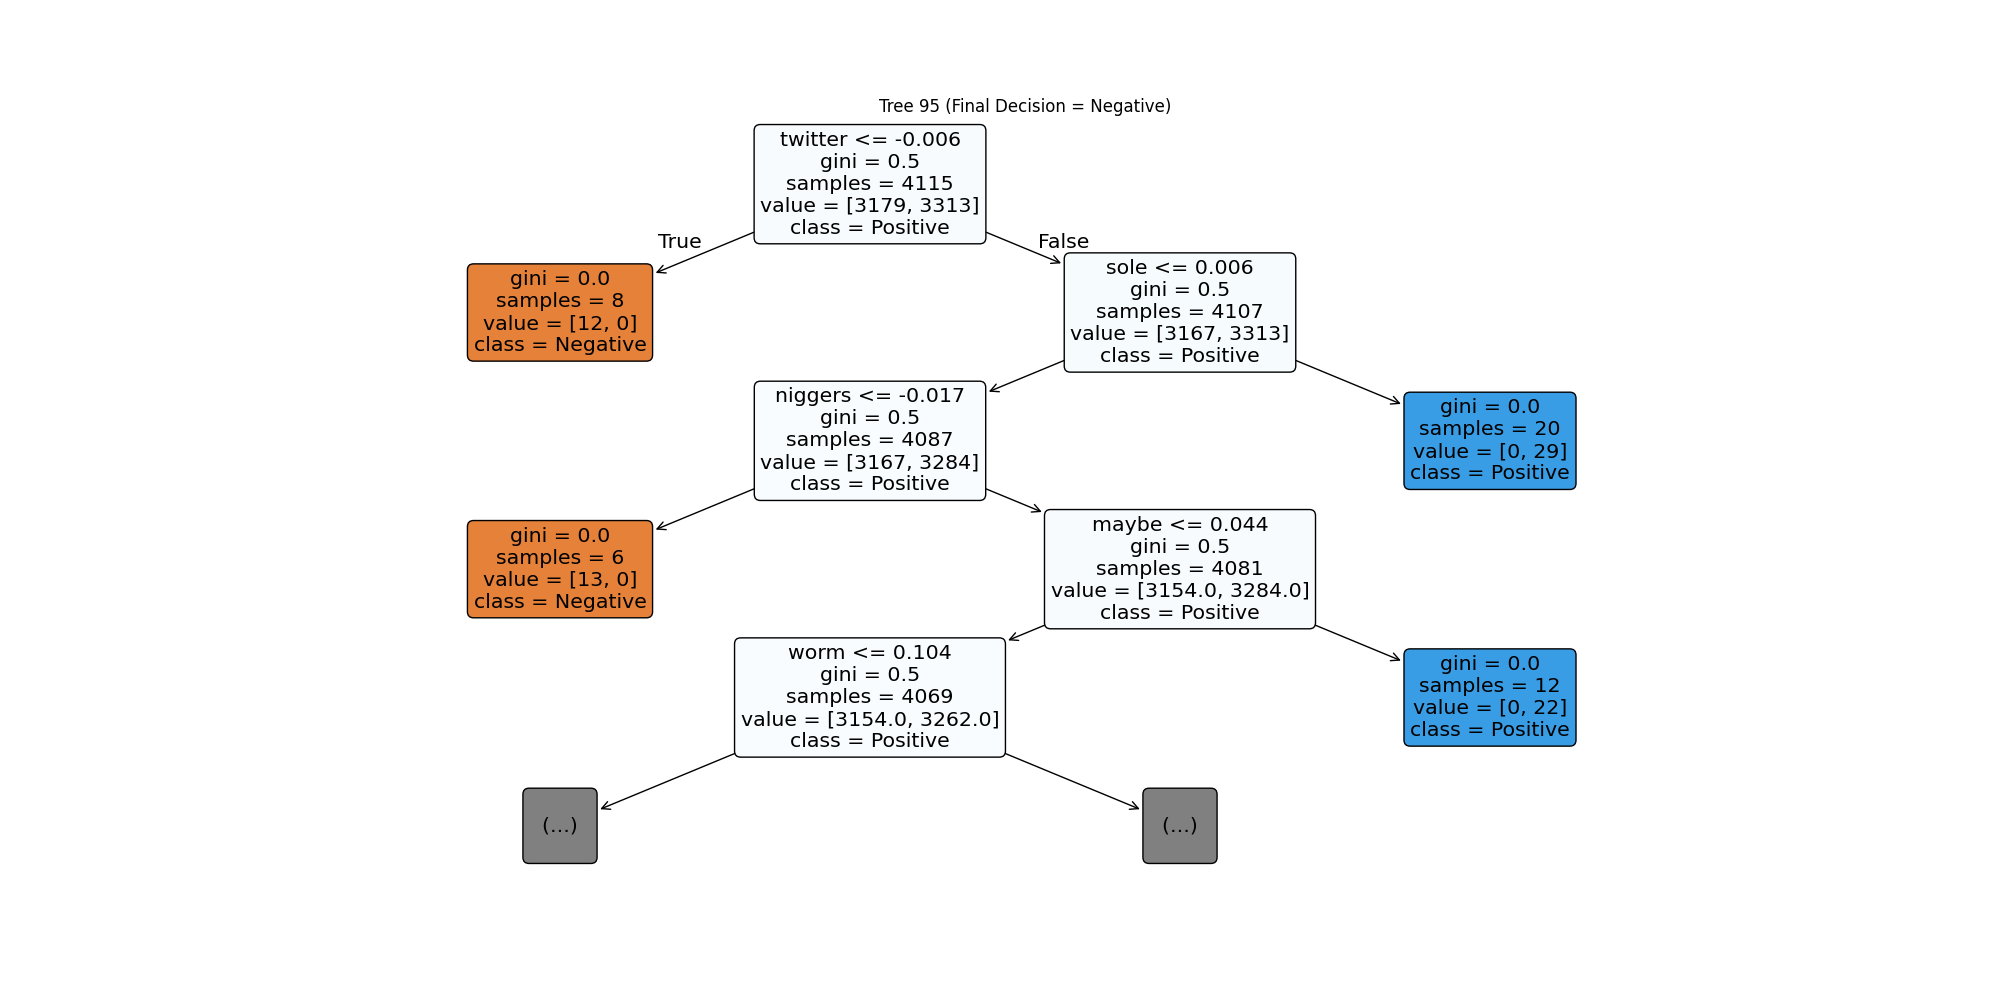 Tree 95 (Final Decision = Negative)
twitter <= -0.006
gini = 0.5
samples = 4115
value = [3179, 3313]
class = Positive
True
False
gini = 0.0
samples = 8
value = [12, 0]
class = Negative
sole <= 0.006
gini = 0.5
samples = 4107
value = [3167, 3313]
class = Positive
niggers <= -0.017
gini = 0.5
samples = 4087
value = [3167, 3284]
class = Positive
gini = 0.0
samples = 20
value = [0, 29]
class = Positive
gini = 0.0
samples = 6
value = [13, 0]
class = Negative
maybe <= 0.044
gini = 0.5
samples = 4081
value = [3154.0, 3284.0]
class = Positive
worm <= 0.104
gini = 0.5
samples = 4069
value = [3154.0, 3262.0]
class = Positive
gini = 0.0
samples = 12
value = [0, 22]
class = Positive
(...)
(...)